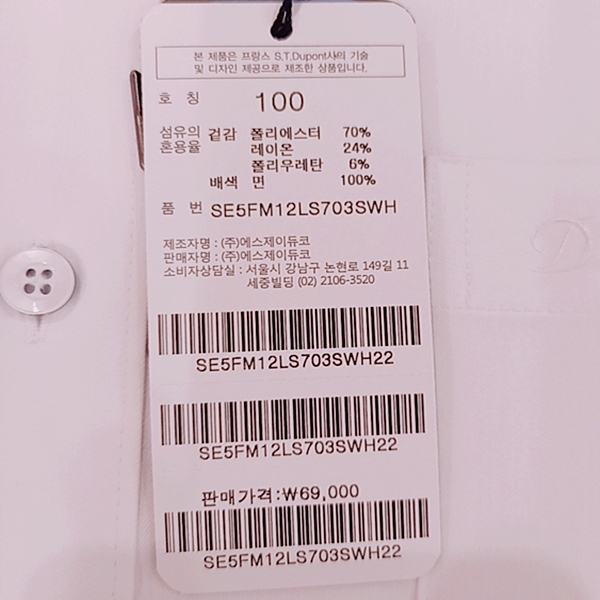 본 제품은 프랑스 S.T.Dupont사의 기술
및 디자인 제공으로 제조한 상품입니다.
호 칭 100
섬유의 겉감 폴리에스터 70%
혼용율 레이온 24%
폴리우레탄 6%
배색 면 100%
품 번 SE5FM12LS703SWH
제조자명 : (주)에스제이듀코
판매자명 : (주)에스제이듀코
소비자상담실 : 서울시 강남구 논현로 149길 11
세중빌딩 (02) 2106-3520
SE5FM12LS703SWH22
SE5FM12LS703SWH22
판매가격:₩69,000
SE5FM12LS703SWH22